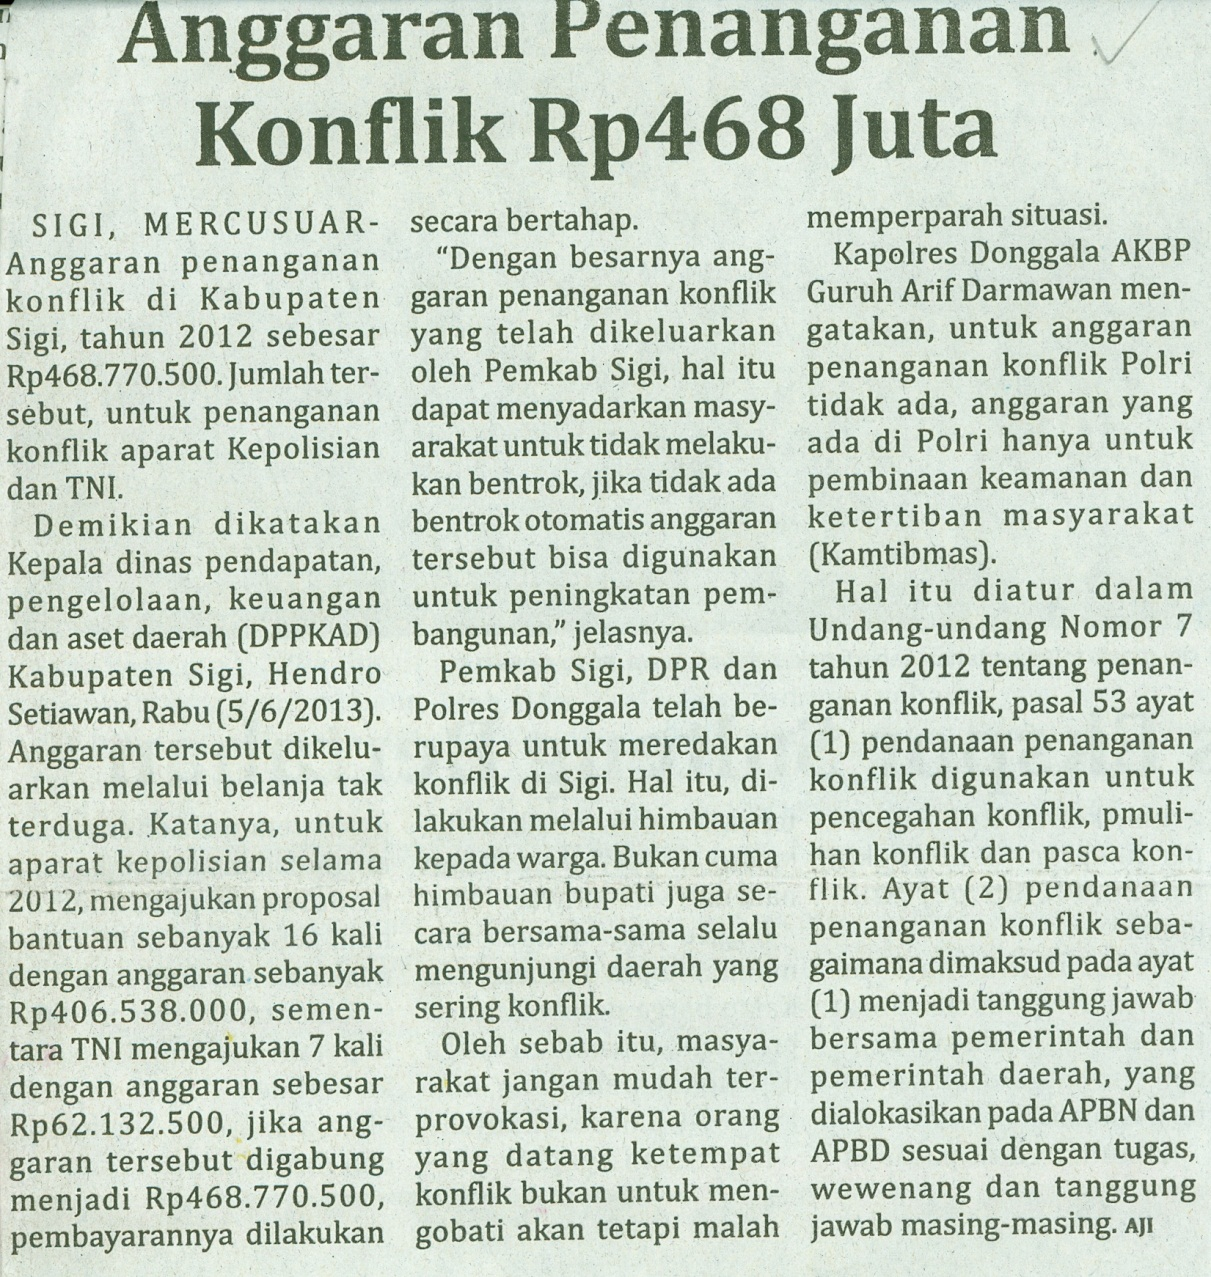 Anggaran Penanganan
Konflik Rp468 Juta
SIGI, MERCUSUAR-
Anggaran penanganan
konflik di Kabupaten
Sigi, tahun 2012 sebesar
Rp468.770.500. Jumlah ter-
sebut, untuk penanganan
konflik aparat Kepolisian
dan TNI.
Demikian dikatakan
Kepala dinas pendapatan,
pengelolaan, keuangan
dan aset daerah (DPPKAD)
Kabupaten Sigi, Hendro
Setiawan, Rabu (5/6/2013).
Anggaran tersebut dikelu-
arkan melalui belanja tak
terduga. Katanya, untuk
aparat kepolisian selama
2012, mengajukan proposal
bantuan sebanyak 16 kali
dengan anggaran sebanyak
Rp406.538.000, semen-
tara TNI mengajukan 7 kali
dengan anggaran sebesar
Rp62.132.500, jika ang-
garan tersebut digabung
menjadi Rp468.770.500,
pembayarannya dilakukan
secara bertahap.
“Dengan besarnya ang-
garan penanganan konflik
yang telah dikeluarkan
oleh Pemkab Sigi, hal itu
dapat menyadarkan masy-
arakat untuk tidak melaku-
kan bentrok, jika tidak ada
bentrok otomatis anggaran
tersebut bisa digunakan
untuk peningkatan pem-
bangunan,” jelasnya.
Pemkab Sigi, DPR dan
Polres Donggala telah be-
rupaya untuk meredakan
konflik di Sigi. Hal itu, di-
lakukan melalui himbauan
kepada warga. Bukan cuma
himbauan bupati juga se-
cara bersama-sama selalu
mengunjungi daerah yang
sering konflik.
Oleh sebab itu, masya-
rakat jangan mudah ter-
provokasi, karena orang
yang datang ketempat
konflik bukan untuk men-
gobati akan tetapi malah
memperparah situasi.
Kapolres Donggala AKBP
Guruh Arif Darmawan men-
gatakan, untuk anggaran
penanganan konflik Polri
tidak ada, anggaran yang
ada di Polri hanya untuk
pembinaan keamanan dan
ketertiban masyarakat
(Kamtibmas).
Hal itu diatur dalam
Undang-undang Nomor 7
tahun 2012 tentang penan-
ganan konflik, pasal 53 ayat
(1) pendanaan penanganan
konflik digunakan untuk
pencegahan konflik, pmuli-
han konflik dan pasca kon-
flik. Ayat (2) pendanaan
penanganan konflik seba-
gaimana dimaksud pada ayat
(1) menjadi tanggung jawab
bersama pemerintah dan
pemerintah daerah, yang
dialokasikan pada APBN dan
APBD sesuai dengan tugas,
wewenang dan tanggung
jawab masing-masing. AJI